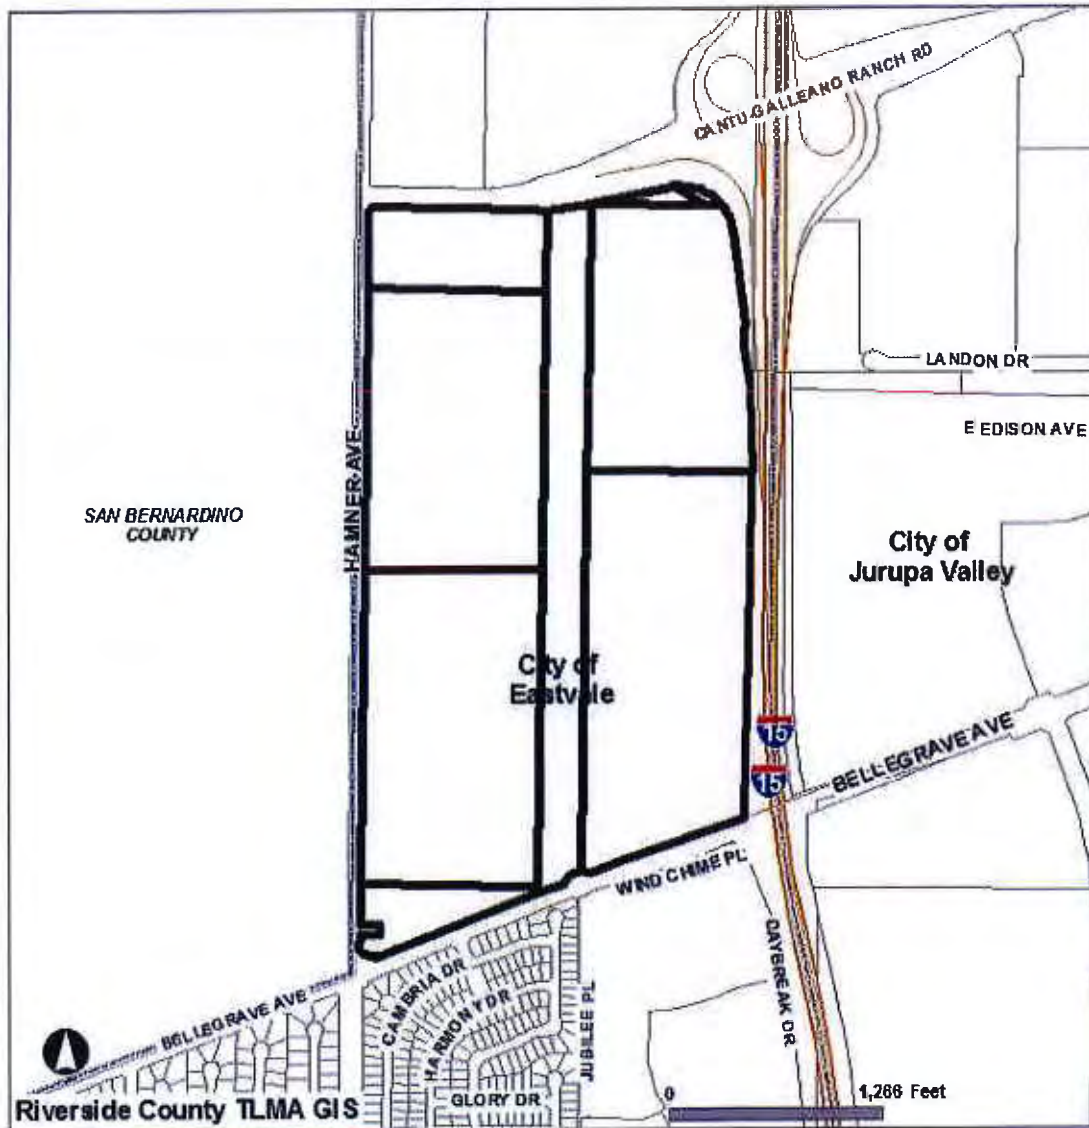 CANTU-GALLEANO RANCH RD
LANDON DR
E EDISON AVE
HAMNER AVE
SAN BERNARDINO
COUNTY
City of
Jurupa Valley
City of
Eastvale
15
15
BELLEGRAVE AVE
WIND CHIME PL
DAYBREAK DR
CAMBRIA DR
HARMONY DR
JUBILEE PL
BELLEGRAVE AVE
GLORY DR
0 1,266 Feet
Riverside County TLMA GIS